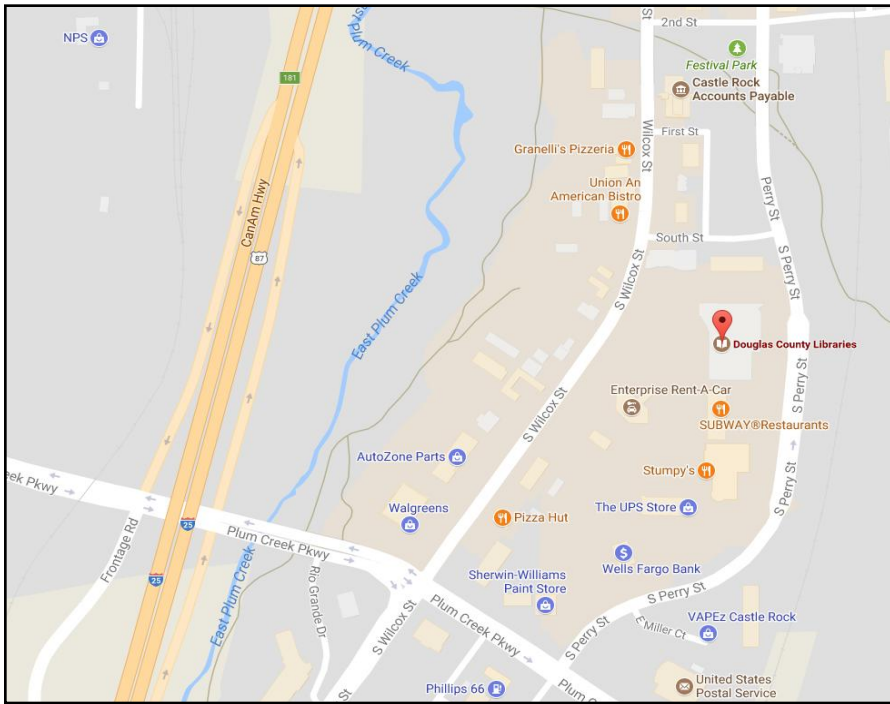 2nd St
St
Isa
Plum Creek
NPS
Festival Park
181
Castle Rock
Accounts Payable
Wilcox St
First St
Granelli's Pizzeria
Union An
American Bistro
Perry St
CanAm Hwy
South St
87
S Wilcox St
S Perry St
East Plum Creek
Douglas County Libraries
Enterprise Rent-A-Car
S Perry St
SUBWAY®Restaurants
S Wilcox St
AutoZone Parts
Stumpy's
eek Pkwy
S Perry St
Walgreens
The UPS Store
Pizza Hut
25
Plum Creek Pkwy
Frontage Rd
Wells Fargo Bank
25
Sherwin-Williams
Paint Store
East Plum Creek
Rio Grande Dr
S Perry St
S Wilcox St
Plum Creek Pkwy
VAPEz Castle Rock
E Miller Ct
S Perry St
St
Phillips 66
Plum C
United States
Postal Service